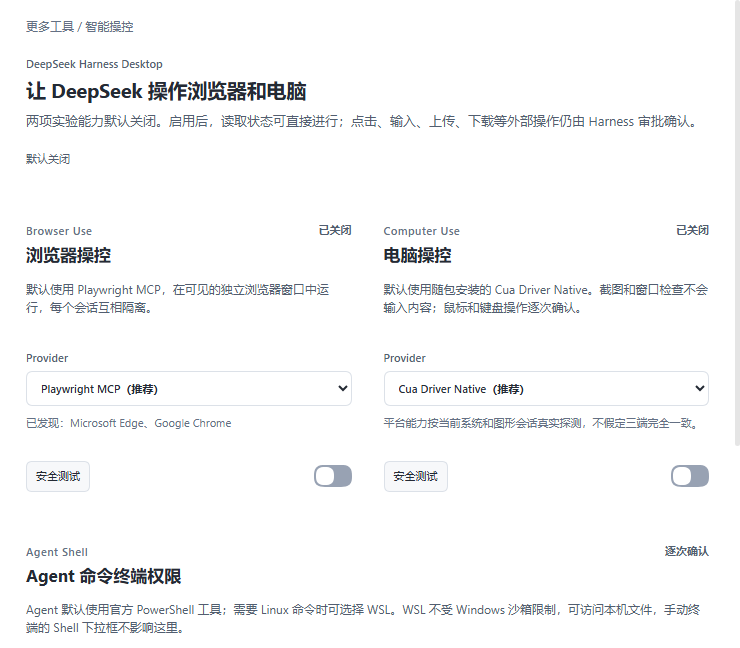 更多工具 / 智能操控
DeepSeek Harness Desktop
让 DeepSeek 操作浏览器和电脑
两项实验能力默认关闭。启用后，读取状态可直接进行；点击、输入、上传、下载等外部操作仍由 Harness 审批确认。
默认关闭
Browser Use
已关闭
浏览器操控
默认使用 Playwright MCP，在可见的独立浏览器窗口中运
行，每个会话互相隔离。
Provider
Playwright MCP（推荐）
已发现：Microsoft Edge、Google Chrome
安全测试
Computer Use
已关闭
电脑操控
默认使用随包安装的 Cua Driver Native。截图和窗口检查不会
输入内容；鼠标和键盘操作逐次确认。
Provider
Cua Driver Native（推荐）
平台能力按当前系统和图形会话真实探测，不假定三端完全一致。
安全测试
Agent Shell
逐次确认
Agent 命令终端权限
Agent 默认使用官方 PowerShell 工具；需要 Linux 命令时可选择 WSL。WSL 不受 Windows 沙箱限制，可访问本机文件，手动终
端的 Shell 下拉框不影响这里。